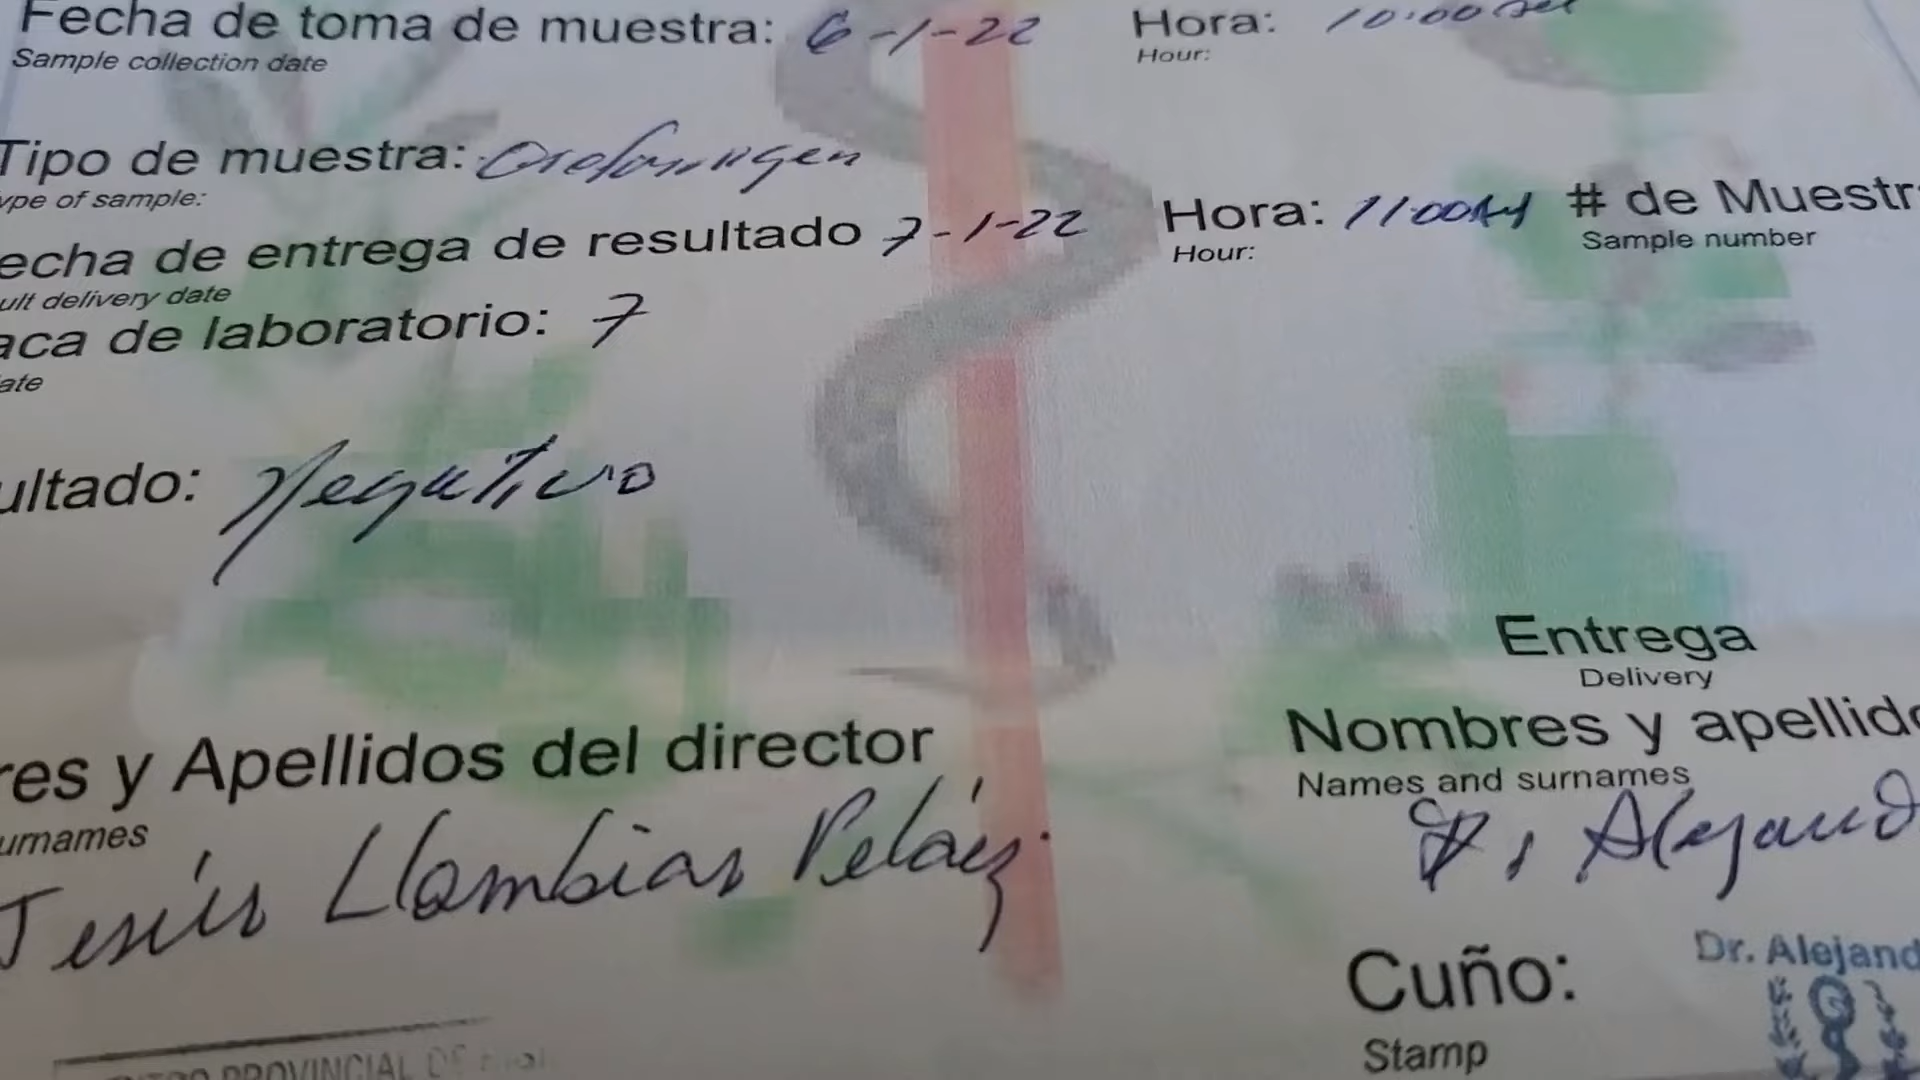 Fecha de toma de muestra: 6-1-22 Hora: 10:00
Sample collection date Hour:
Tipo de muestra:
ype of sample:
echa de entrega de resultado 7-1-22 Hora: 11:00AM # de Muestr
ult delivery date Hour: Sample number
aca de laboratorio: 7
ate
ultado: Negativo
Entrega
Delivery
res y Apellidos del director Nombres y apellido
urnames Names and surnames
Jesús Llambias Peláez Alejand
Cuño: Dr. Alejand
Stamp
PROVINCIAL DE